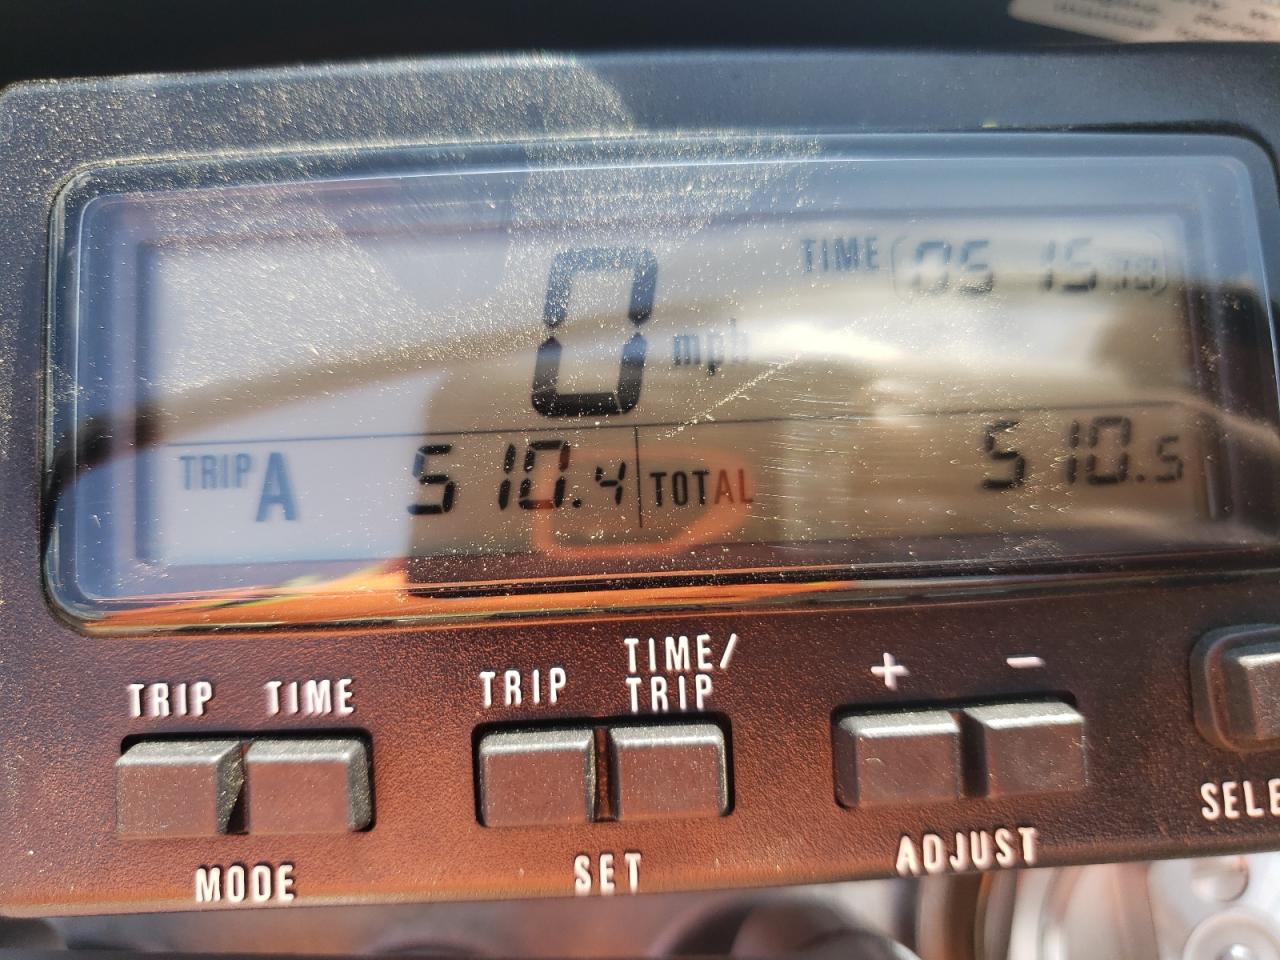 TIME 05 15
0 mph
TRIP A 510.4 TOTAL 510.5
TRIP TIME TRIP TIME/TRIP + -
MODE SET ADJUST